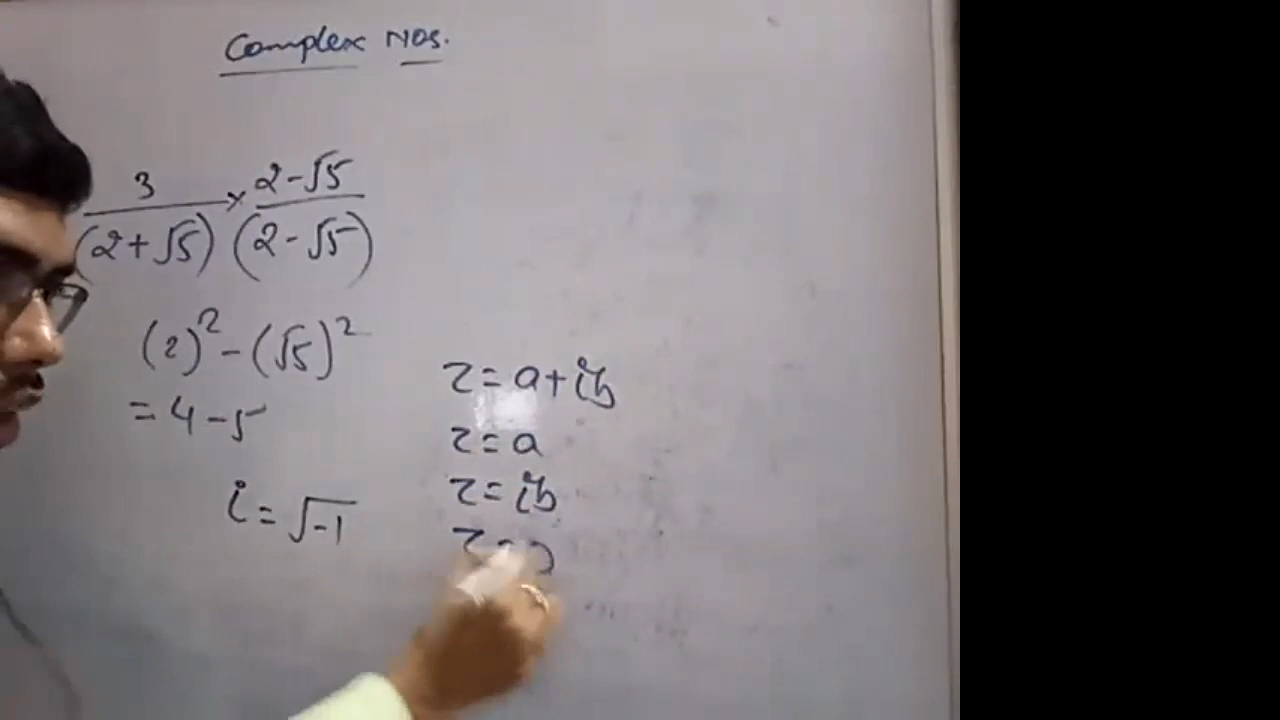 Complex Nos.
3/(2+√5) × (2-√5)/(2-√5)
(2)² - (√5)²
= 4-5
i = √-1
z = a+ib
z = a
z = ib
z =